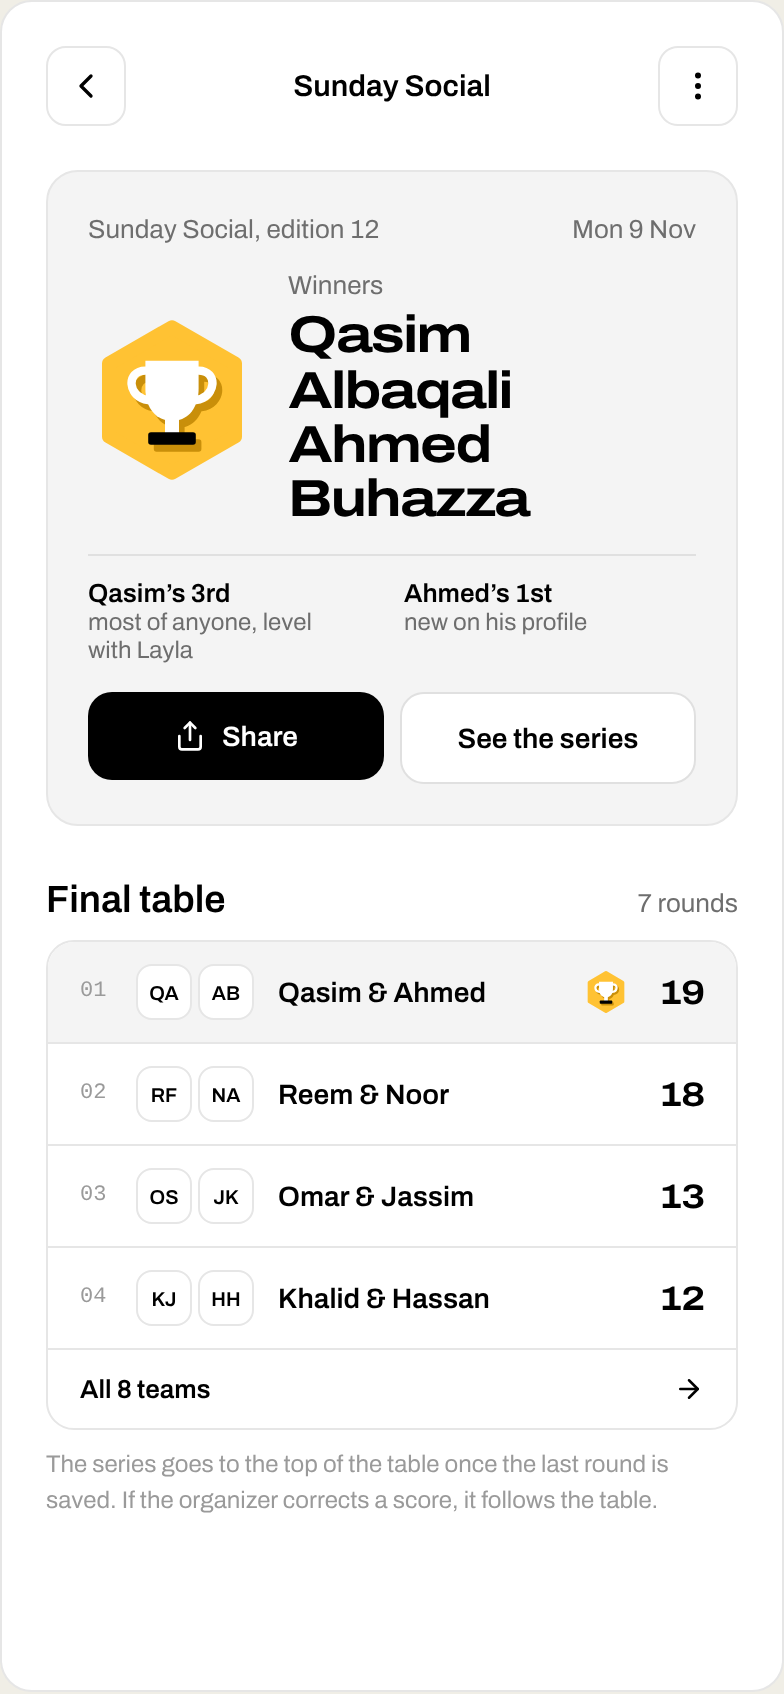 Sunday Social
Sunday Social, edition 12
Mon 9 Nov
Winners
Qasim
Albaqali
Ahmed
Buhazza
Qasim’s 3rd
most of anyone, level
with Layla
Ahmed’s 1st
new on his profile
Share
See the series
Final table
7 rounds
01 QA AB Qasim & Ahmed 19
02 RF NA Reem & Noor 18
03 OS JK Omar & Jassim 13
04 KJ HH Khalid & Hassan 12
All 8 teams
The series goes to the top of the table once the last round is
saved. If the organizer corrects a score, it follows the table.